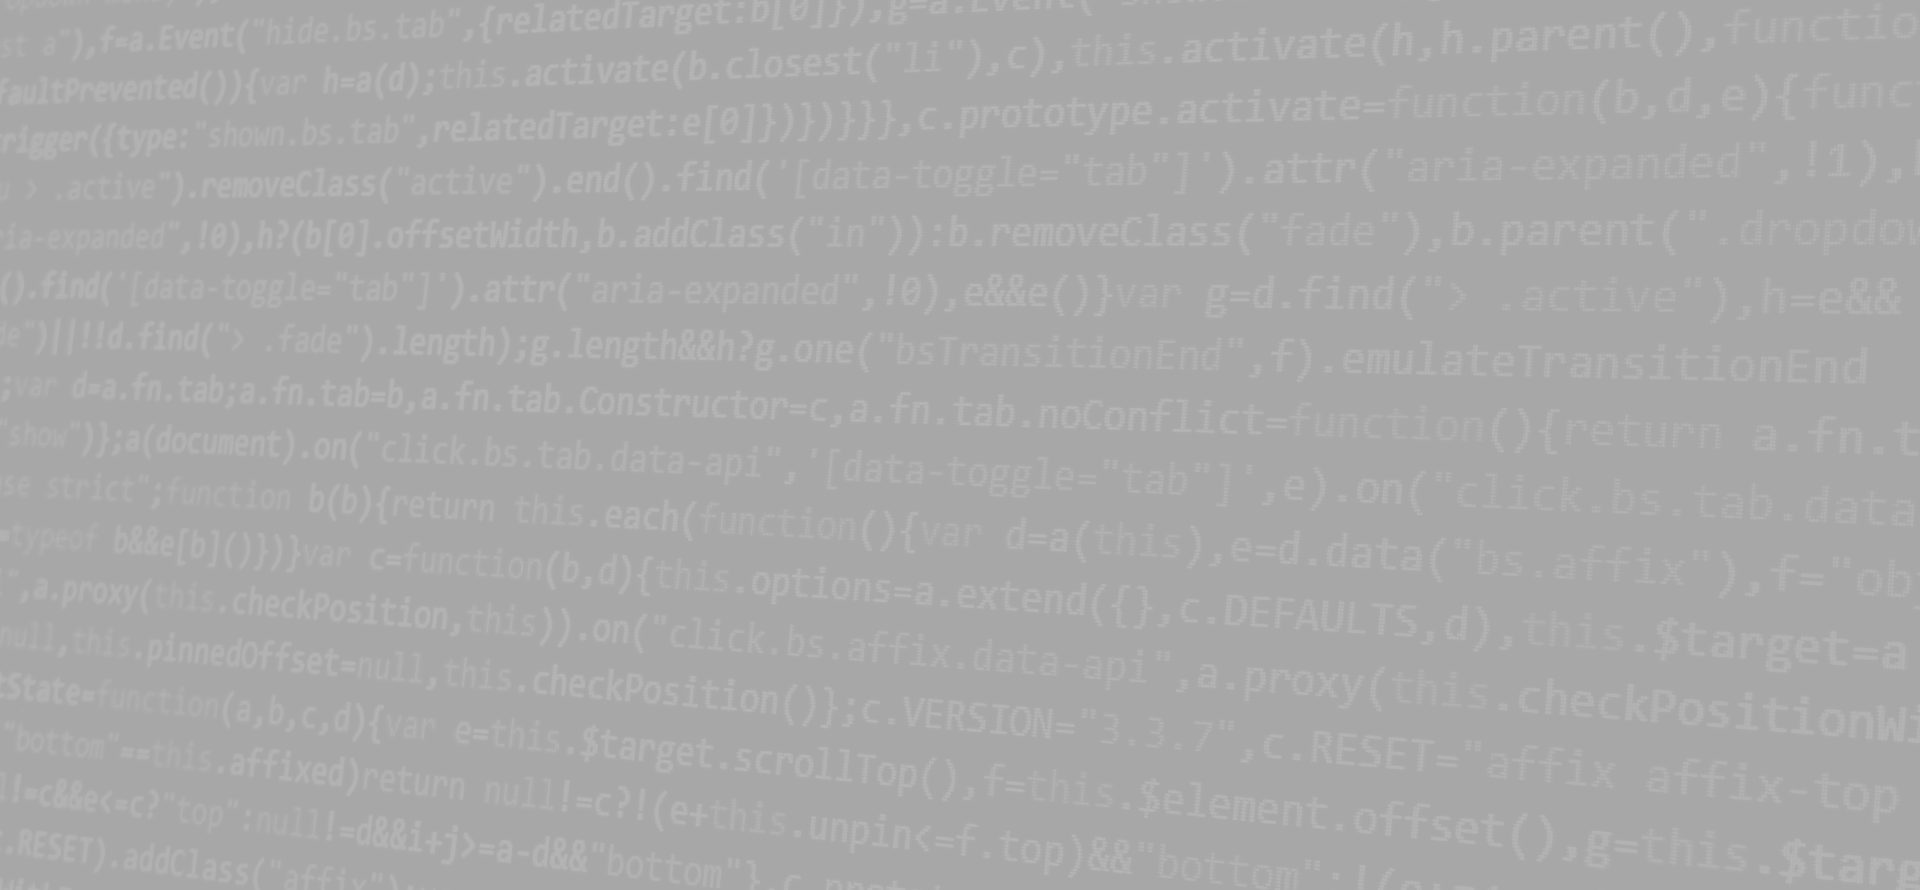 st a"),f=a.Event("hide.bs.tab",{relatedTarget:b[0]}),g=a.Event("
faultPrevented()){var h=a(d);this.activate(b.closest("li"),c),this.activate(h,h.parent(),functio
rigger({type:"shown.bs.tab",relatedTarget:e[0]})})}}},c.prototype.activate=function(b,d,e){func
u > .active").removeClass("active").end().find('[data-toggle="tab"]').attr("aria-expanded",!1),
ria-expanded",!0),h?(b[0].offsetWidth,b.addClass("in")):b.removeClass("fade"),b.parent(".dropdow
().find('[data-toggle="tab"]').attr("aria-expanded",!0),e&&e()}var g=d.find("> .active"),h=e&&
de")||!!d.find("> .fade").length);g.length&&h?g.one("bsTransitionEnd",f).emulateTransitionEnd
;var d=a.fn.tab;a.fn.tab=b,a.fn.tab.Constructor=c,a.fn.tab.noConflict=function(){return a.fn.t
"show")};a(document).on("click.bs.tab.data-api",'[data-toggle="tab"]',e).on("click.bs.tab.data
se strict";function b(b){return this.each(function(){var d=a(this),e=d.data("bs.affix"),f="ob
=typeof b&&e[b]()})}var c=function(b,d){this.options=a.extend({},c.DEFAULTS,d),this.$target=a
",a.proxy(this.checkPosition,this)).on("click.bs.affix.data-api",a.proxy(this.checkPositionWi
null,this.pinnedOffset=null,this.checkPosition()};c.VERSION="3.3.7",c.RESET="affix affix-top
tState=function(a,b,c,d){var e=this.$target.scrollTop(),f=this.$element.offset(),g=this.$targ
"bottom"==this.affixed)return null!=c?!(e+this.unpin<=f.top)&&"bottom":!(
l!=c&&e<=c?"top":null!=d&&i+j>=a-d&&"bottom"},c.
.RESET).addClass("affix")